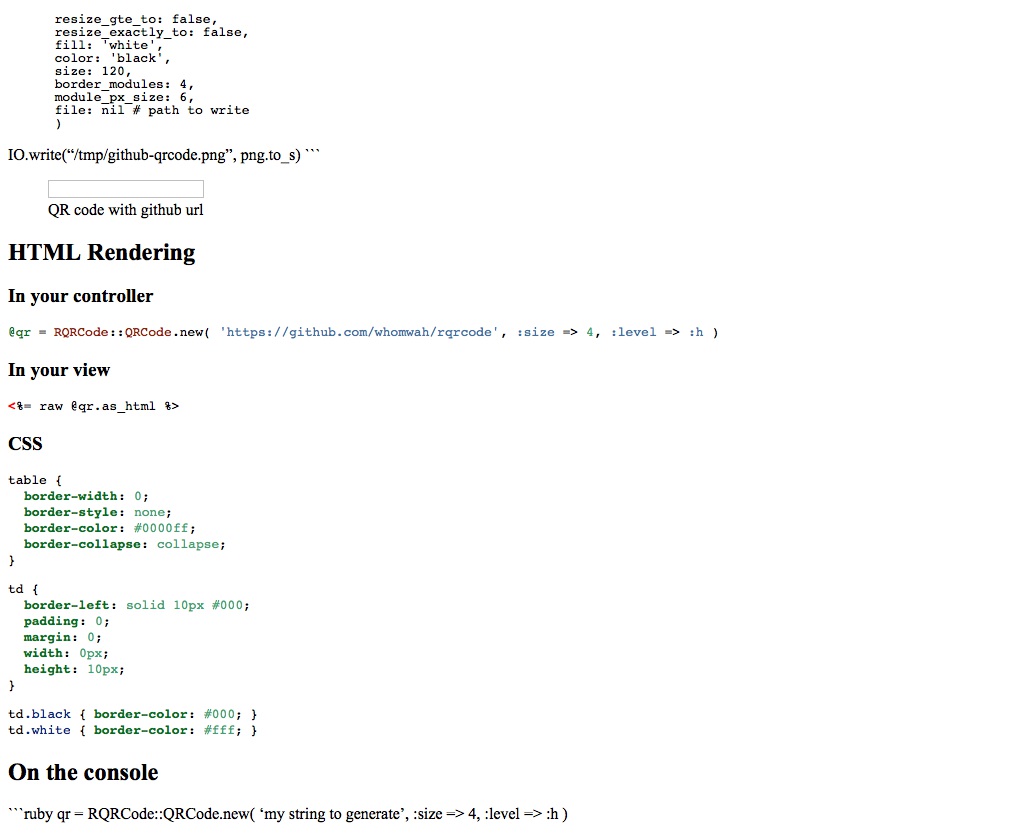 resize_gte_to: false,
resize_exactly_to: false,
fill: 'white',
color: 'black',
size: 120,
border_modules: 4,
module_px_size: 6,
file: nil # path to write
)
IO.write(“/tmp/github-qrcode.png”, png.to_s) ```
QR code with github url
HTML Rendering
In your controller
@qr = RQRCode::QRCode.new( 'https://github.com/whomwah/rqrcode', :size => 4, :level => :h )
In your view
<%= raw @qr.as_html %>
CSS
table {
border-width: 0;
border-style: none;
border-color: #0000ff;
border-collapse: collapse;
}
td {
border-left: solid 10px #000;
padding: 0;
margin: 0;
width: 0px;
height: 10px;
}
td.black { border-color: #000; }
td.white { border-color: #fff; }
On the console
```ruby qr = RQRCode::QRCode.new( ‘my string to generate’, :size => 4, :level => :h )